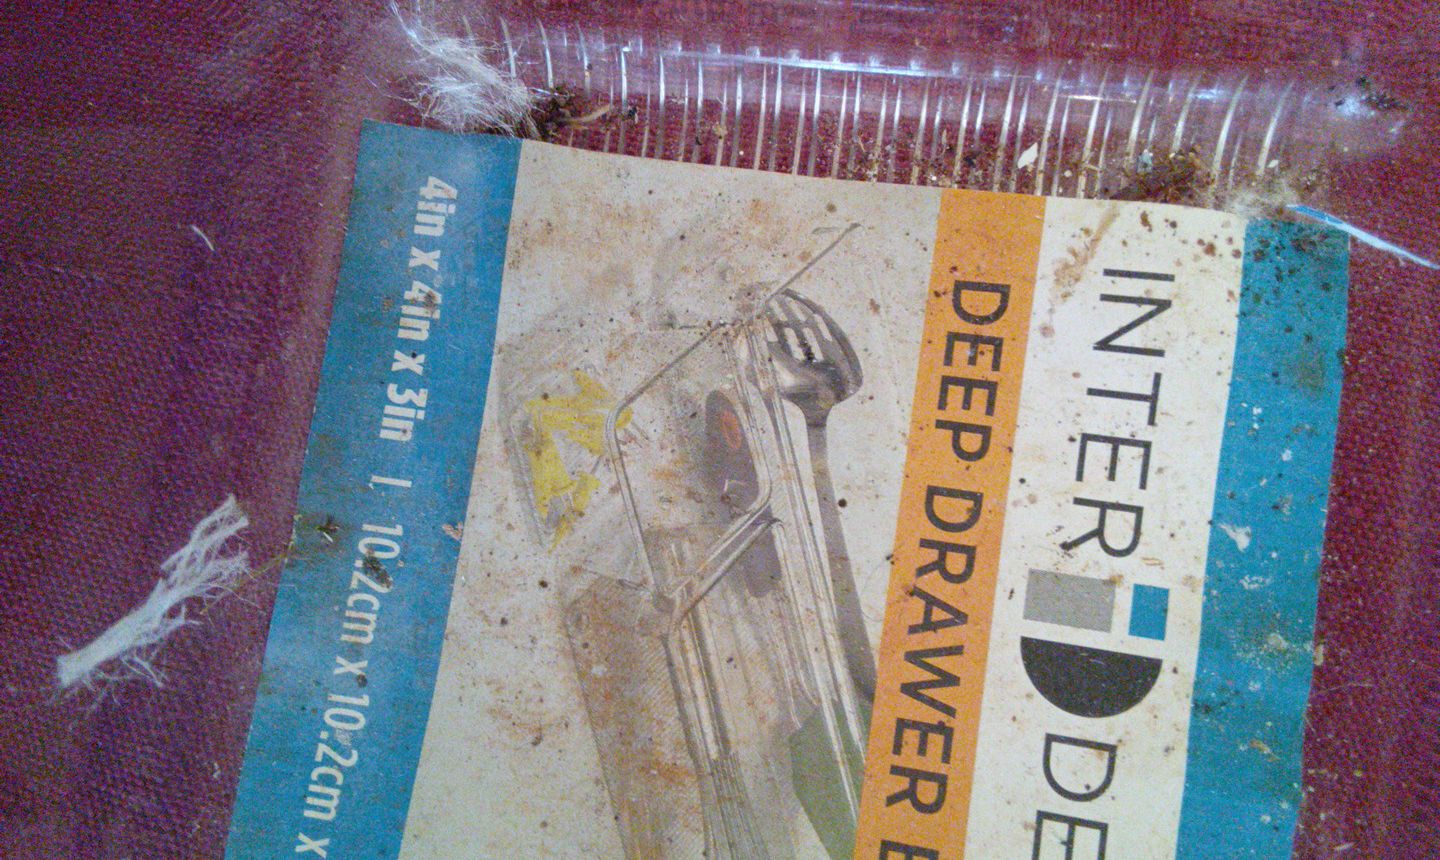 INTER DE
DEEP DRAWER
4in x 4in x 3in | 10.2cm x 10.2cm x